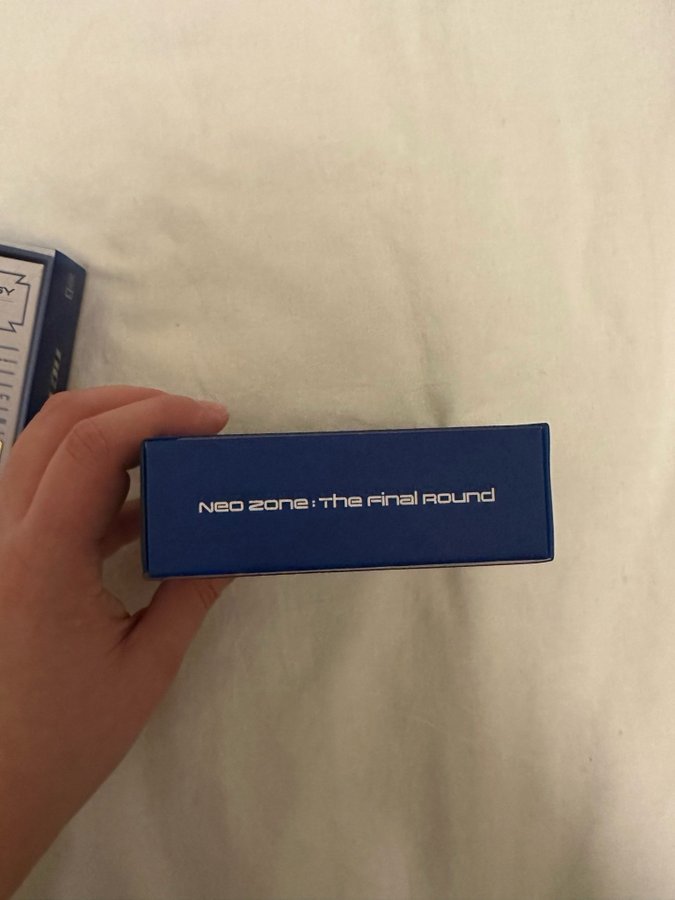 Neo Zone : The Final Round